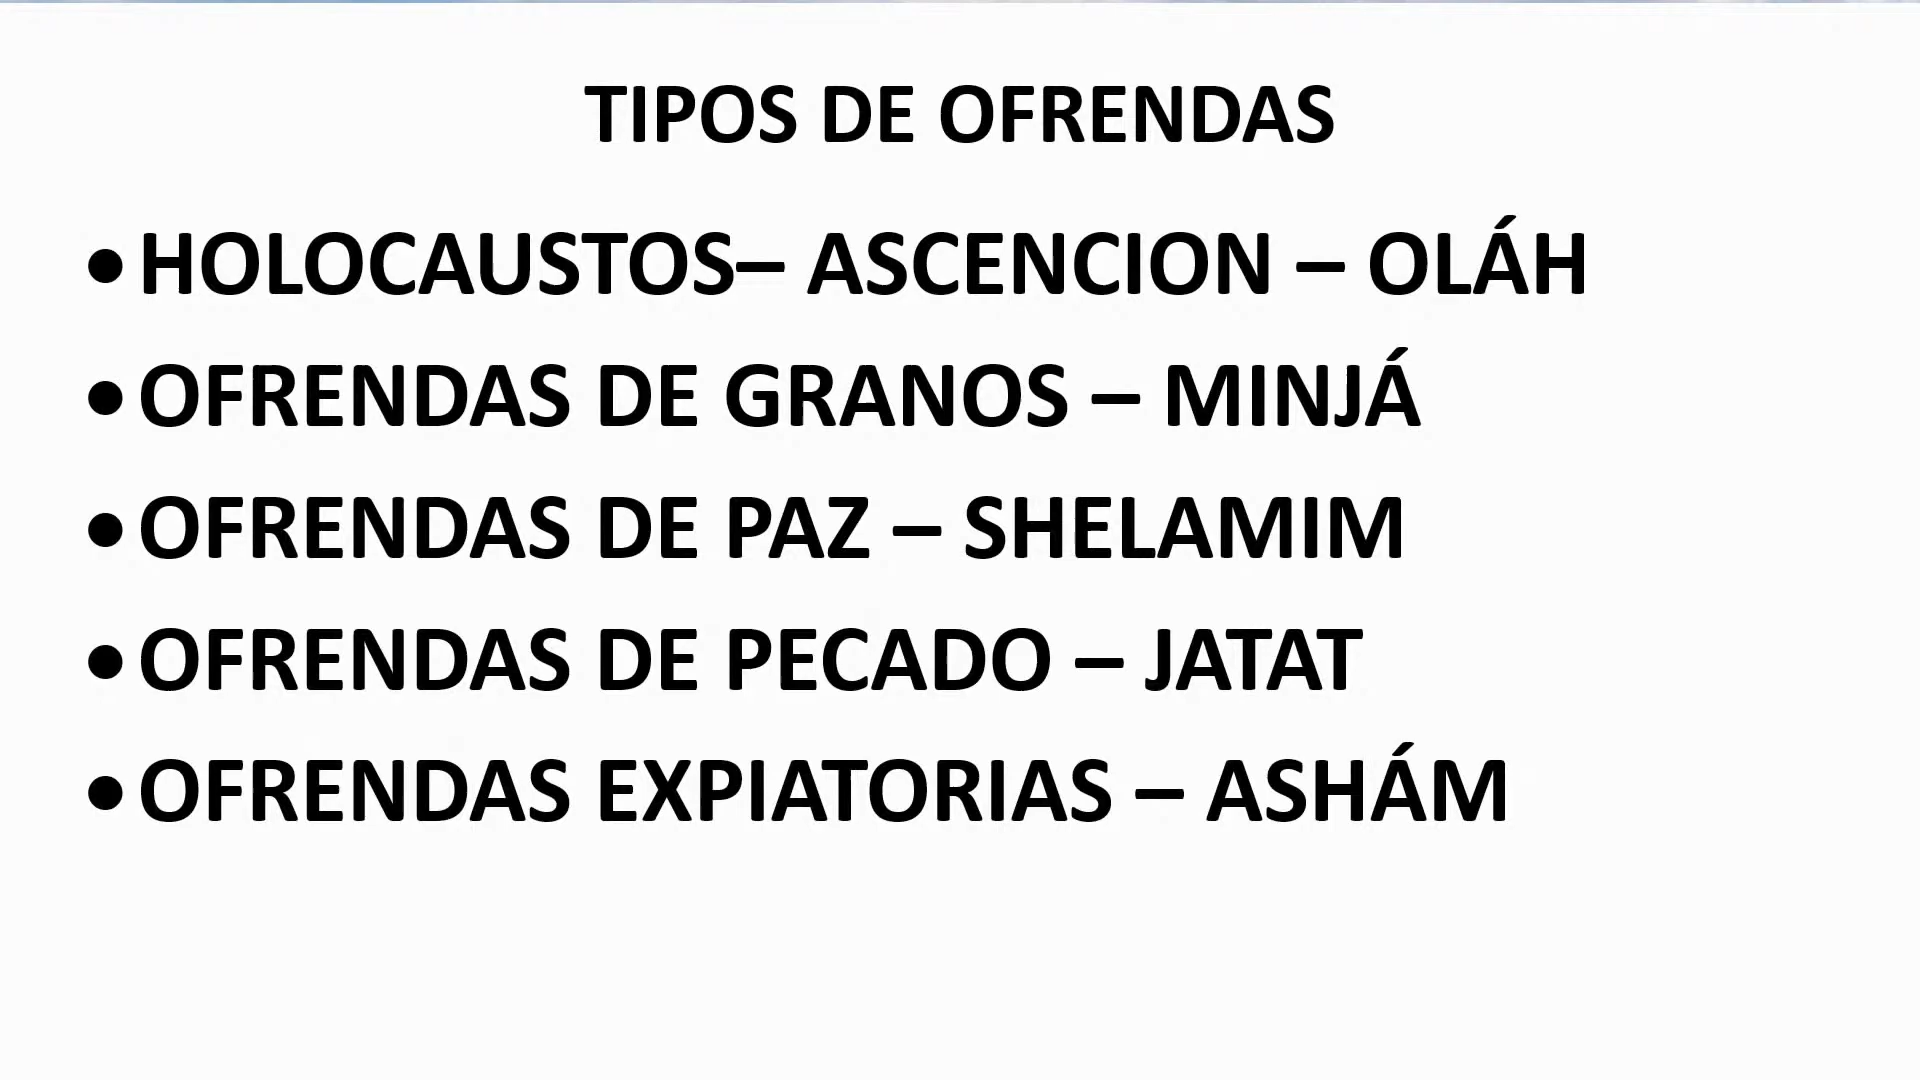 TIPOS DE OFRENDAS
•HOLOCAUSTOS– ASCENCION – OLÁH
•OFRENDAS DE GRANOS – MINJÁ
•OFRENDAS DE PAZ – SHELAMIM
•OFRENDAS DE PECADO – JATAT
•OFRENDAS EXPIATORIAS – ASHÁM